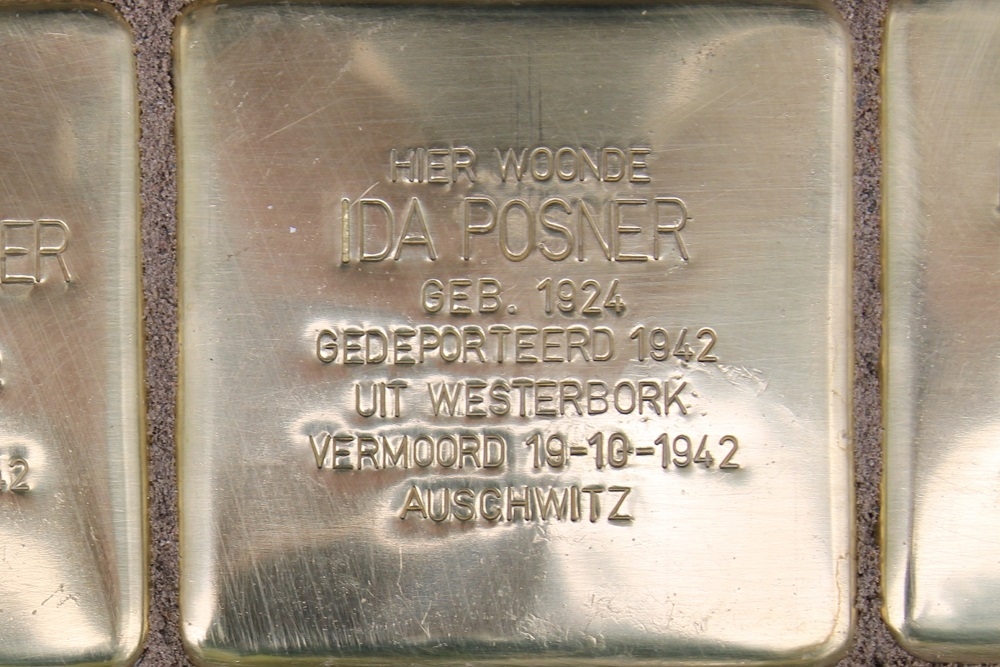 HIER WOONDE
IDA POSNER
GEB. 1924
GEDEPORTEERD 1942
UIT WESTERBORK
VERMOORD 19-10-1942
AUSCHWITZ